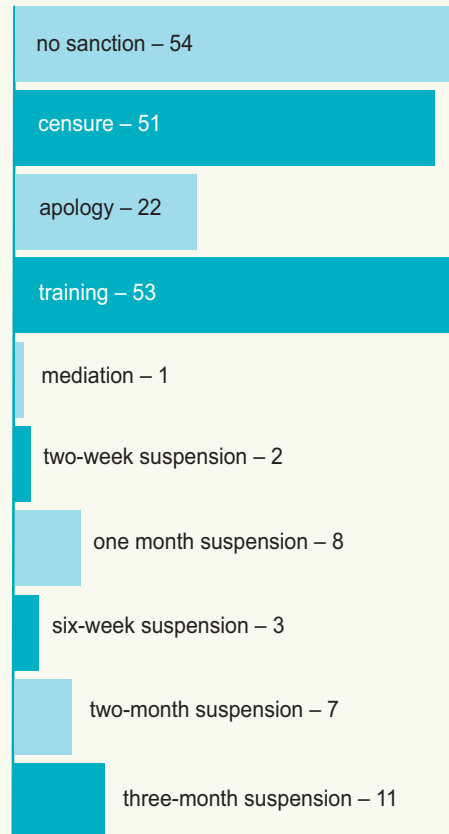 no sanction – 54
censure – 51
apology – 22
training – 53
mediation – 1
two-week suspension – 2
one month suspension – 8
six-week suspension – 3
two-month suspension – 7
three-month suspension – 11